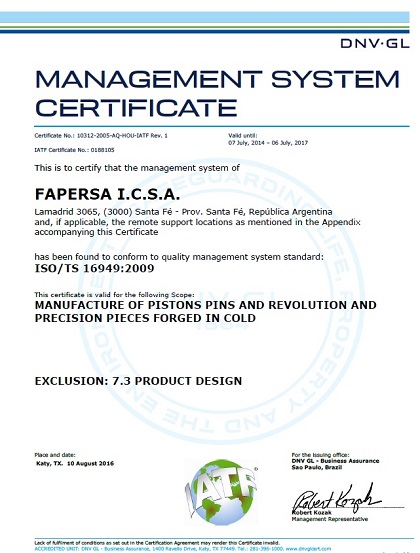 DNV·GL
MANAGEMENT SYSTEM
CERTIFICATE
Certificate No.: 10312-2005-AQ-HOU-IATF Rev. 1
Valid until:
07 July, 2014 – 06 July, 2017
IATF Certificate No.: 0188105
This is to certify that the management system of
FAPERSA I.C.S.A.
Lamadrid 3065, (3000) Santa Fé - Prov. Santa Fé, República Argentina
and, if applicable, the remote support locations as mentioned in the Appendix
accompanying this Certificate
has been found to conform to quality management system standard:
ISO/TS 16949:2009
This certificate is valid for the following Scope:
MANUFACTURE OF PISTONS PINS AND REVOLUTION AND
PRECISION PIECES FORGED IN COLD
EXCLUSION: 7.3 PRODUCT DESIGN
Place and date:
Katy, TX. 10 August 2016
For the issuing office:
DNV GL - Business Assurance
Sao Paulo, Brazil
IATF
Robert Kozak
Robert Kozak
Management Representative
Lack of fulfilment of conditions as set out in the Certification Agreement may render this Certificate invalid.
ACCREDITED UNIT: DNV GL - Business Assurance, 1400 Ravello Drive, Katy, TX 77449. Tel.: 281-396-1000. www.dnvglcert.com